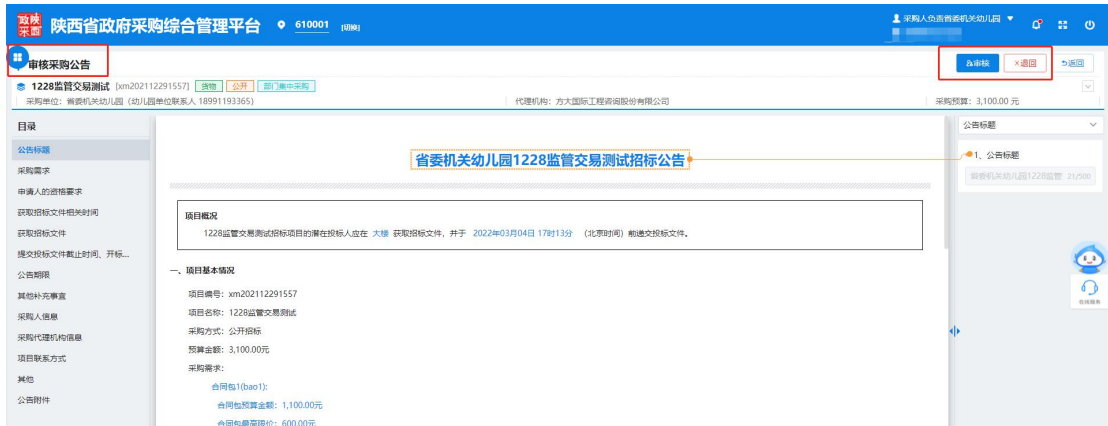 政陕
采西 陕西省政府采购综合管理平台 610001 [切换] 采购人负责省委机关幼儿园
审核采购公告 审核 ×退回 返回
1228监管交易测试 [xm202112291557] 货物 公开 部门集中采购
采购单位: 省委机关幼儿园 (幼儿园单位联系人 18991193365) 代理机构: 方大国际工程咨询股份有限公司 采购预算: 3,100.00 元
目录 公告标题
公告标题 省委机关幼儿园1228监管交易测试招标公告 1、公告标题
采购需求 省委机关幼儿园1228监管 21/500
申请人的资格要求
获取招标文件相关时间 项目概况
获取招标文件 1228监管交易测试招标项目的潜在投标人应在 大楼 获取招标文件,并于 2022年03月04日 17时13分 (北京时间) 前递交投标文件。
提交投标文件截止时间、开标...
公告期限 一、项目基本情况
其他补充事宜 项目编号: xm202112291557
采购人信息 项目名称: 1228监管交易测试
采购代理机构信息 采购方式: 公开招标
项目联系方式 预算金额: 3,100.00元
其他 采购需求:
公告附件 合同包1(bao1):
合同包预算金额: 1,100.00元
合同包最高限价: 600.00元
在线服务